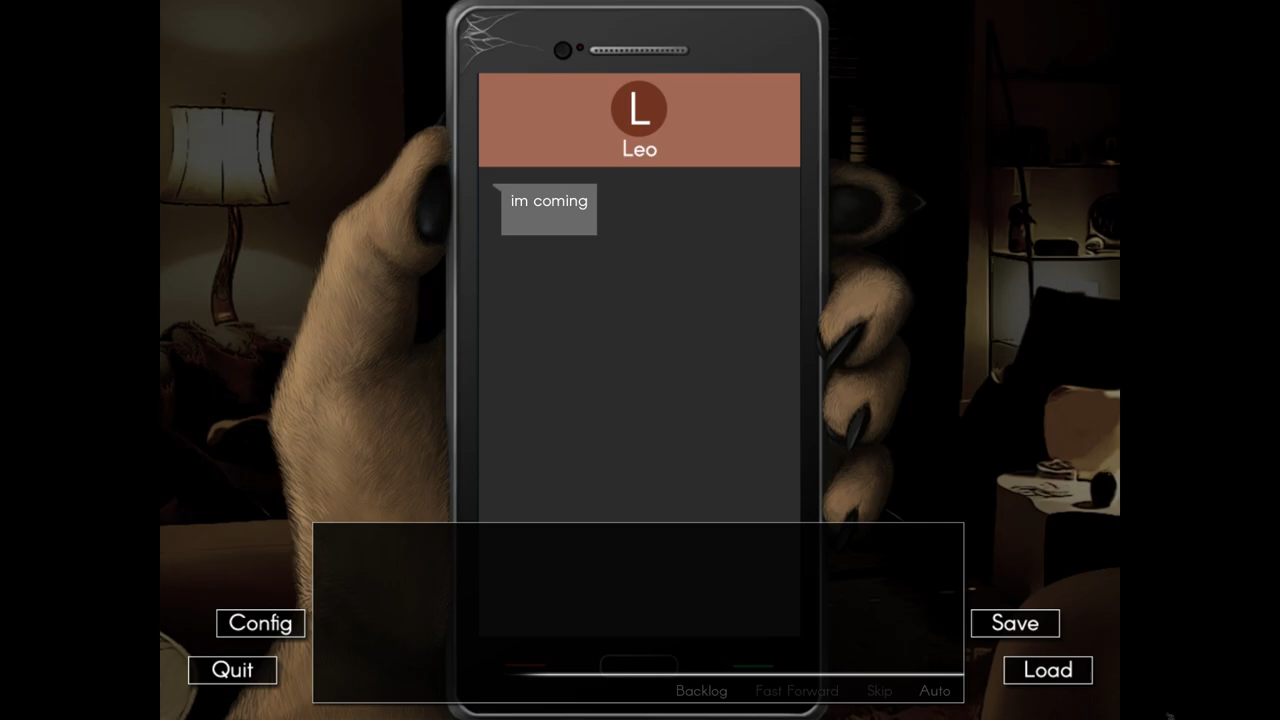 L
Leo
im coming
Config
Save
Quit
Load
Backlog Fast Forward Skip Auto